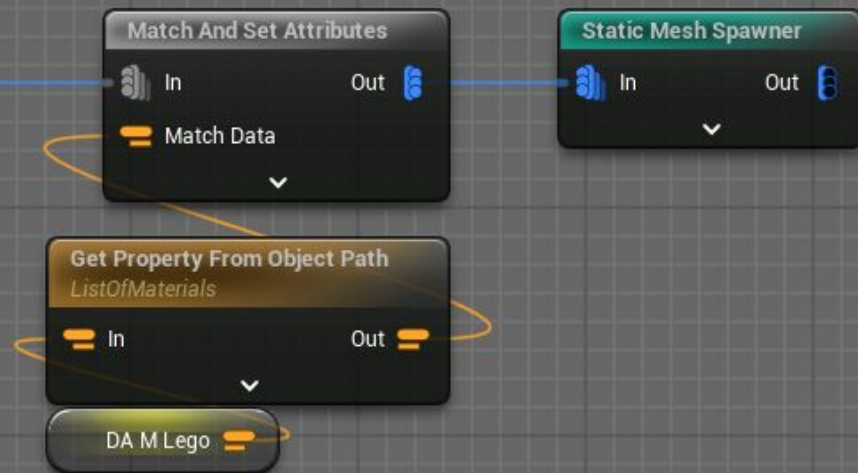 Match And Set Attributes
In Out
Match Data
Static Mesh Spawner
In Out
Get Property From Object Path
ListOfMaterials
In Out
DA M Lego